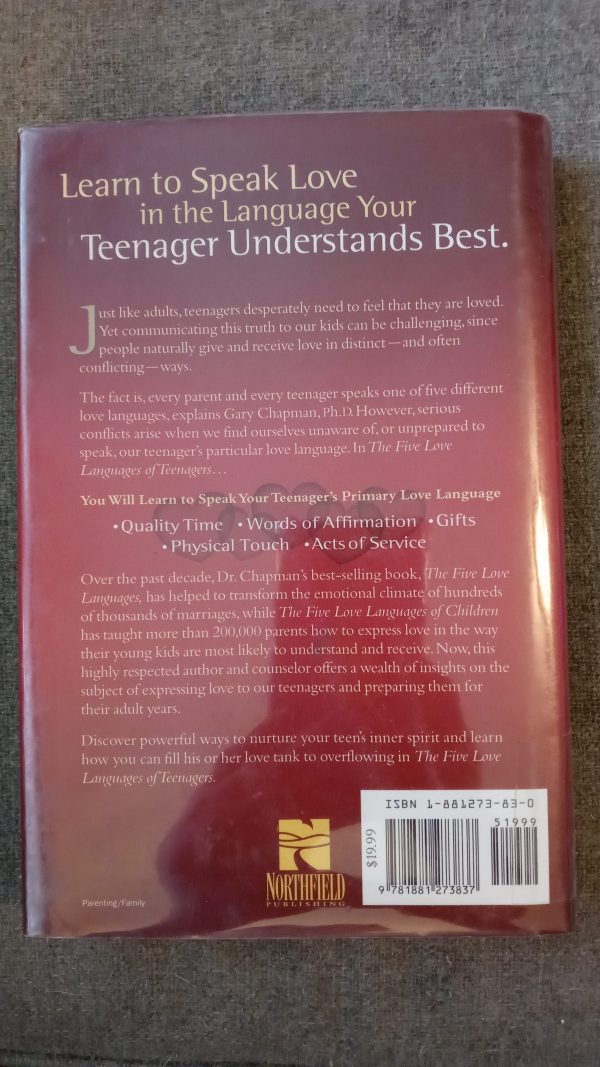 Learn to Speak Love
in the Language Your
Teenager Understands Best.
Just like adults, teenagers desperately need to feel that they are loved.
Yet communicating this truth to our kids can be challenging, since
people naturally give and receive love in distinct—and often
conflicting—ways.
The fact is, every parent and every teenager speaks one of five different
love languages, explains Gary Chapman, Ph.D. However, serious
conflicts arise when we find ourselves unaware of, or unprepared to
speak, our teenager's particular love language. In The Five Love
Languages of Teenagers…
You Will Learn to Speak Your Teenager's Primary Love Language
•Quality Time •Words of Affirmation •Gifts
•Physical Touch •Acts of Service
Over the past decade, Dr. Chapman's best-selling book, The Five Love
Languages, has helped to transform the emotional climate of hundreds
of thousands of marriages, while The Five Love Languages of Children
has taught more than 200,000 parents how to express love in the way
their young kids are most likely to understand and receive. Now, this
highly respected author and counselor offers a wealth of insights on the
subject of expressing love to our teenagers and preparing them for
their adult years.
Discover powerful ways to nurture your teen's inner spirit and learn
how you can fill his or her love tank to overflowing in The Five Love
Languages of Teenagers.
ISBN 1-881273-83-0
51999
$19.99
9 781881 273837
NORTHFIELD
PUBLISHING
Parenting/Family